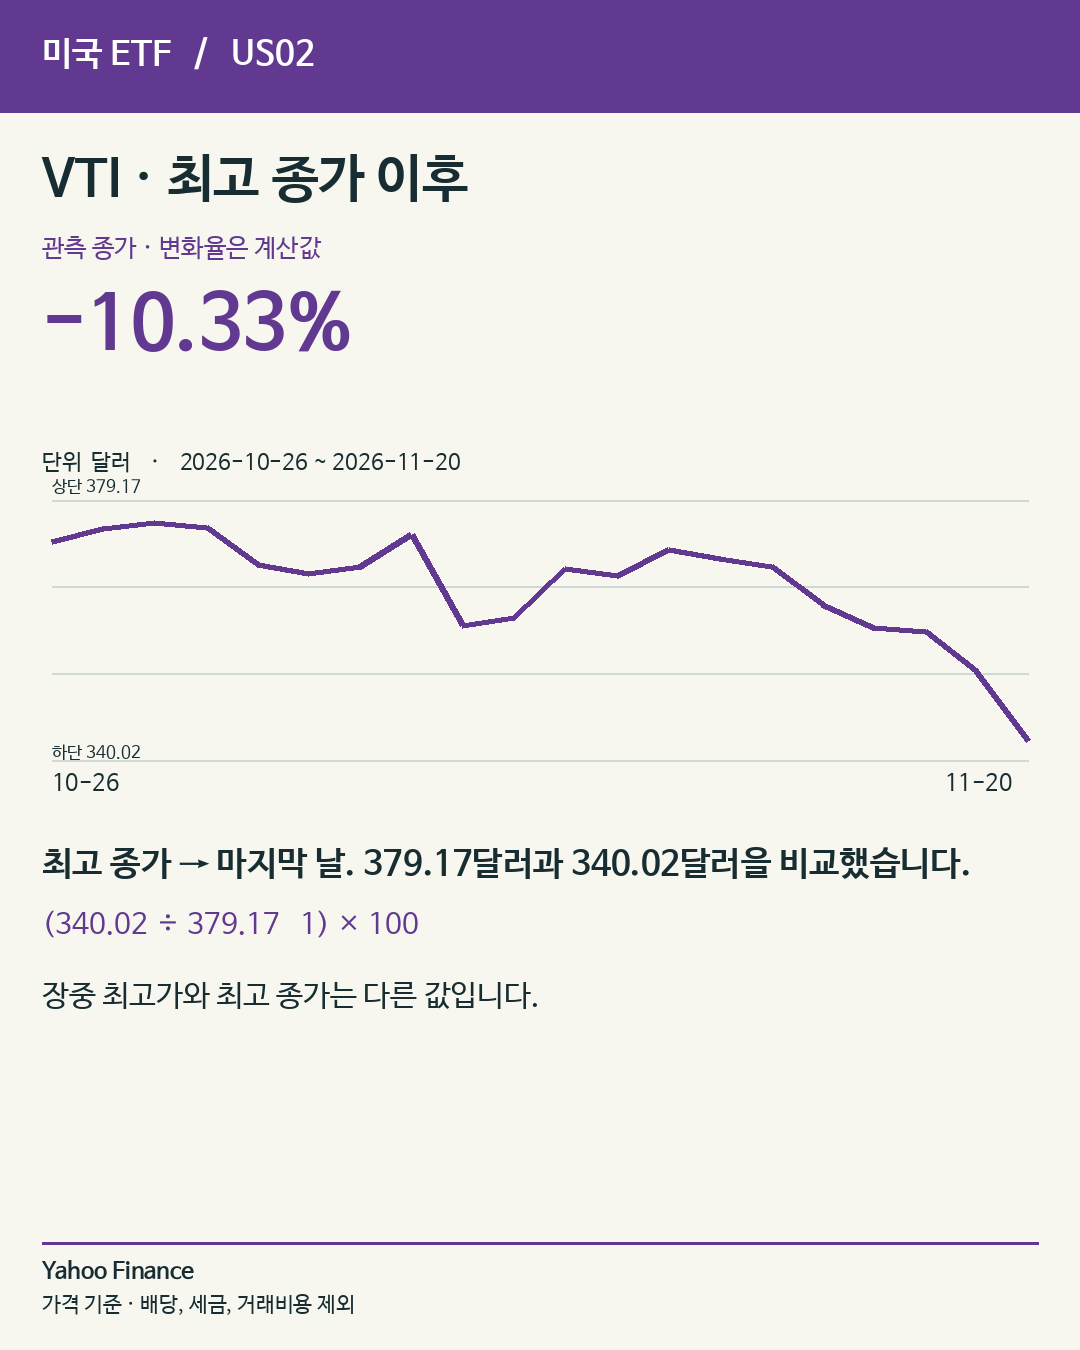 미국 ETF / US02
VTI · 최고 종가 이후
관측 종가 · 변화율은 계산값
-10.33%
단위 달러 · 2026-10-26 ~ 2026-11-20
상단 379.17
하단 340.02
10-26 11-20
최고 종가 → 마지막 날. 379.17달러과 340.02달러을 비교했습니다.
(340.02 ÷ 379.17 1) × 100
장중 최고가와 최고 종가는 다른 값입니다.
Yahoo Finance
가격 기준 · 배당, 세금, 거래비용 제외